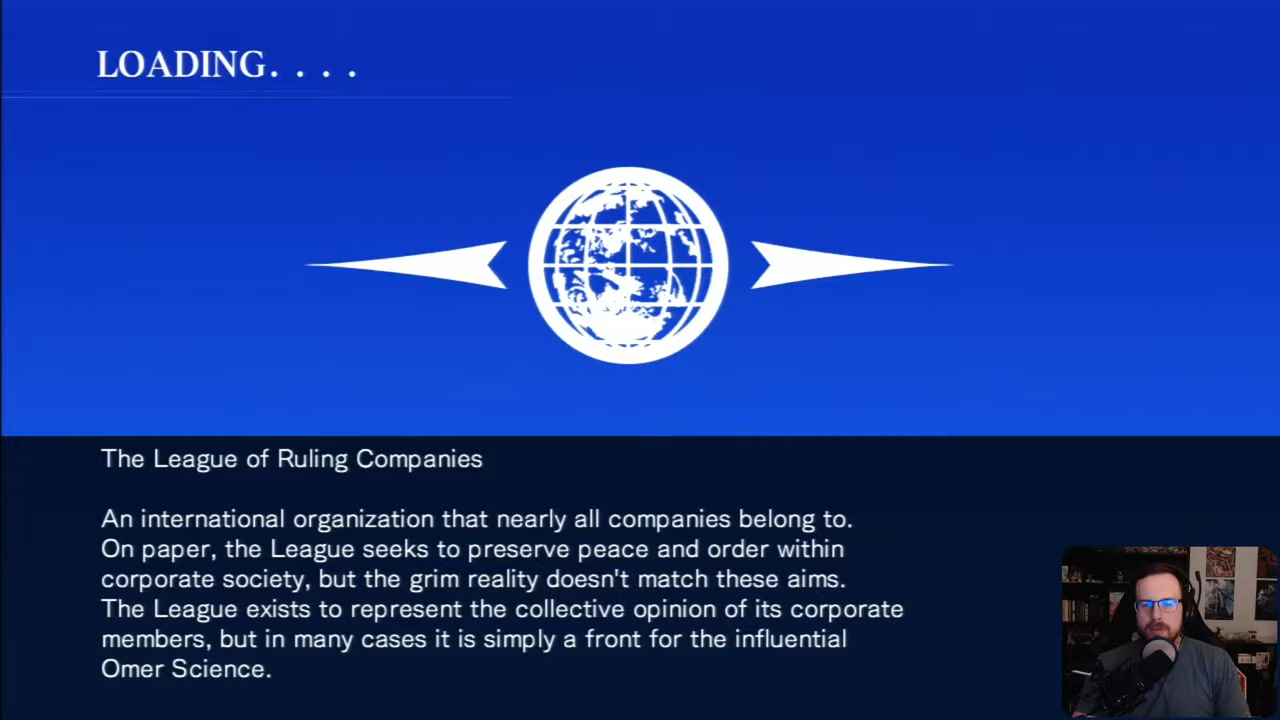 LOADING. . . .
The League of Ruling Companies
An international organization that nearly all companies belong to.
On paper, the League seeks to preserve peace and order within
corporate society, but the grim reality doesn't match these aims.
The League exists to represent the collective opinion of its corporate
members, but in many cases it is simply a front for the influential
Omer Science.